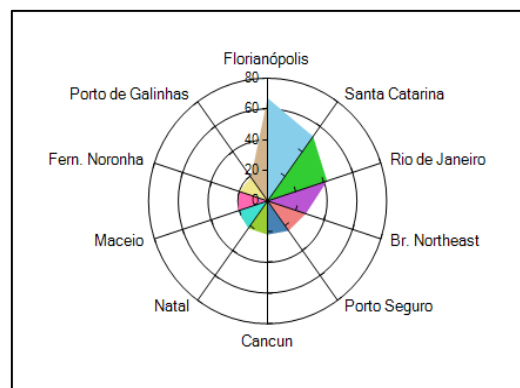 Florianópolis
80
Porto de Galinhas
Santa Catarina
60
40
Fern. Noronha
Rio de Janeiro
20
0
Maceio
Br. Northeast
Natal
Porto Seguro
Cancun